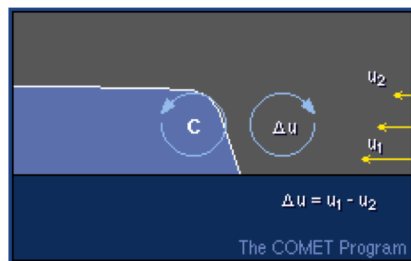 u₂
C Δu
u₁
Δu = u₁ - u₂
The COMET Program